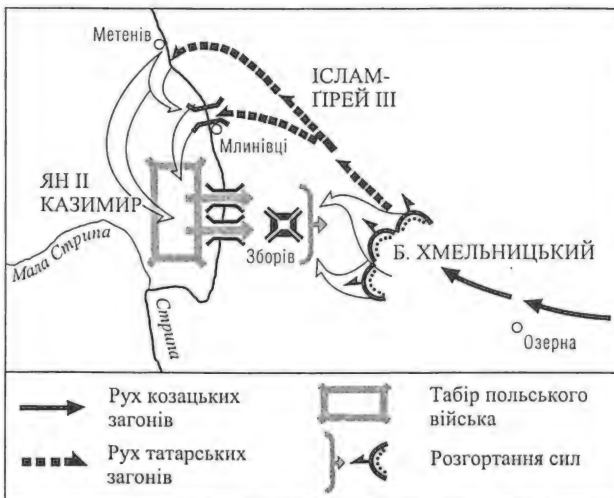 Метенів
ІСЛАМ-
ҐІРЕЙ ІІІ
Млинівці
ЯН ІІ
КАЗИМИР
Зборів
Б. ХМЕЛЬНИЦЬКИЙ
Мала Стрипа
Стрипа
Озерна
Рух козацьких
загонів
Табір польського
війська
Рух татарських
загонів
Розгортання сил